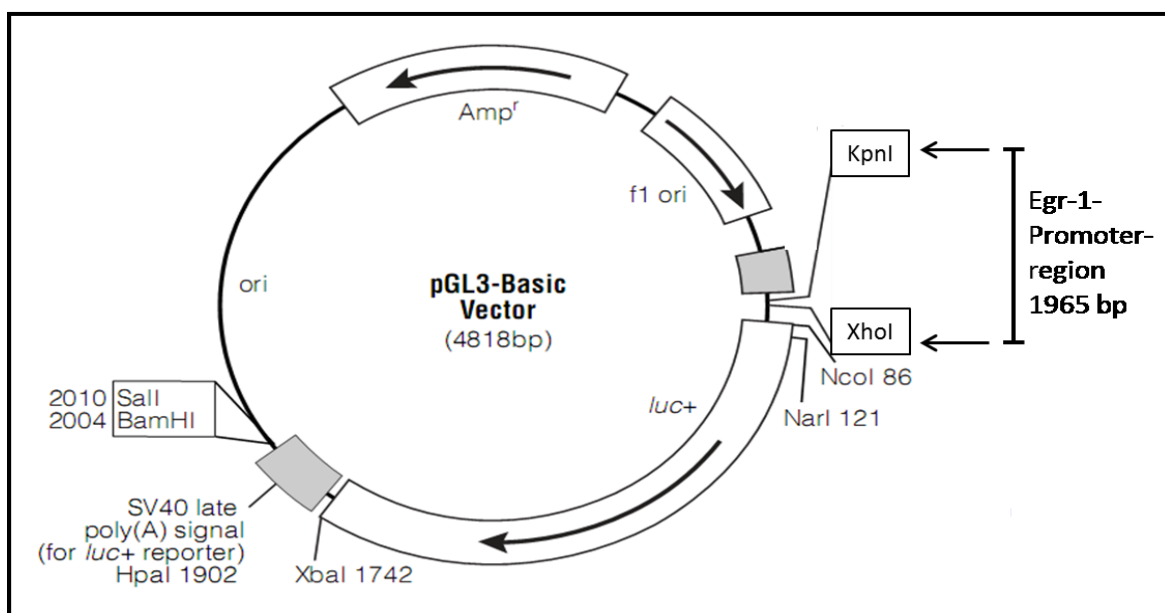 Ampʳ
f1 ori
KpnI
Egr-1-
Promoter-
region
1965 bp
ori
pGL3-Basic
Vector
(4818bp)
XhoI
NcoI 86
NarI 121
luc+
2010 SalI
2004 BamHI
SV40 late
poly(A) signal
(for luc+ reporter)
HpaI 1902
XbaI 1742